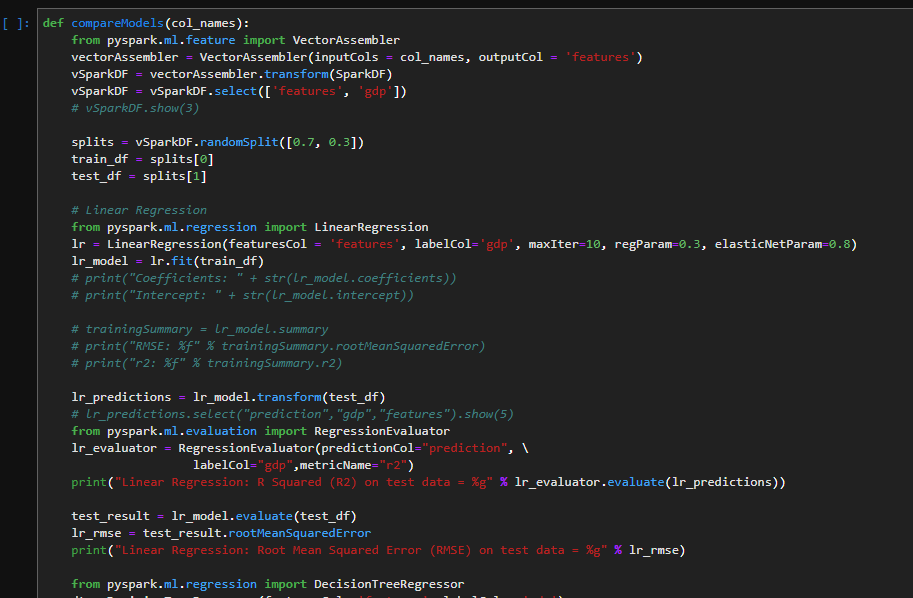 [ ]: def compareModels(col_names):
    from pyspark.ml.feature import VectorAssembler
    vectorAssembler = VectorAssembler(inputCols = col_names, outputCol = 'features')
    vSparkDF = vectorAssembler.transform(SparkDF)
    vSparkDF = vSparkDF.select(['features', 'gdp'])
    # vSparkDF.show(3)

    splits = vSparkDF.randomSplit([0.7, 0.3])
    train_df = splits[0]
    test_df = splits[1]

    # Linear Regression
    from pyspark.ml.regression import LinearRegression
    lr = LinearRegression(featuresCol = 'features', labelCol='gdp', maxIter=10, regParam=0.3, elasticNetParam=0.8)
    lr_model = lr.fit(train_df)
    # print("Coefficients: " + str(lr_model.coefficients))
    # print("Intercept: " + str(lr_model.intercept))

    # trainingSummary = lr_model.summary
    # print("RMSE: %f" % trainingSummary.rootMeanSquaredError)
    # print("r2: %f" % trainingSummary.r2)

    lr_predictions = lr_model.transform(test_df)
    # lr_predictions.select("prediction","gdp","features").show(5)
    from pyspark.ml.evaluation import RegressionEvaluator
    lr_evaluator = RegressionEvaluator(predictionCol="prediction", \
                     labelCol="gdp",metricName="r2")
    print("Linear Regression: R Squared (R2) on test data = %g" % lr_evaluator.evaluate(lr_predictions))

    test_result = lr_model.evaluate(test_df)
    lr_rmse = test_result.rootMeanSquaredError
    print("Linear Regression: Root Mean Squared Error (RMSE) on test data = %g" % lr_rmse)

    from pyspark.ml.regression import DecisionTreeRegressor